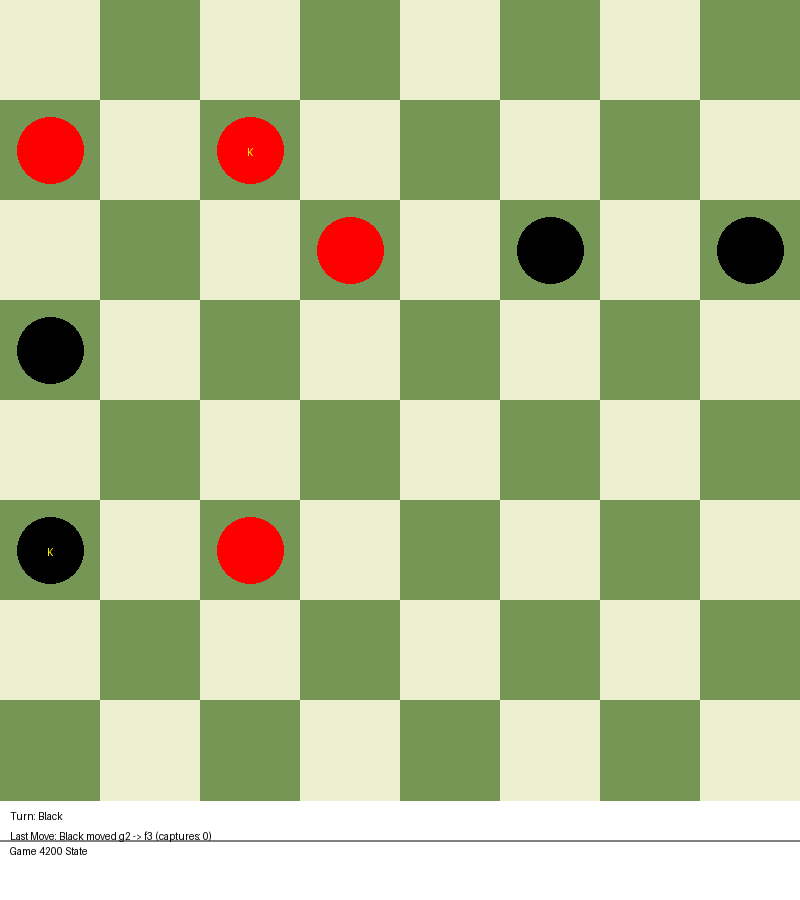 K
K
Turn: Black
Last Move: Black moved g2 -> f3 (captures: 0)
Game 4200 State